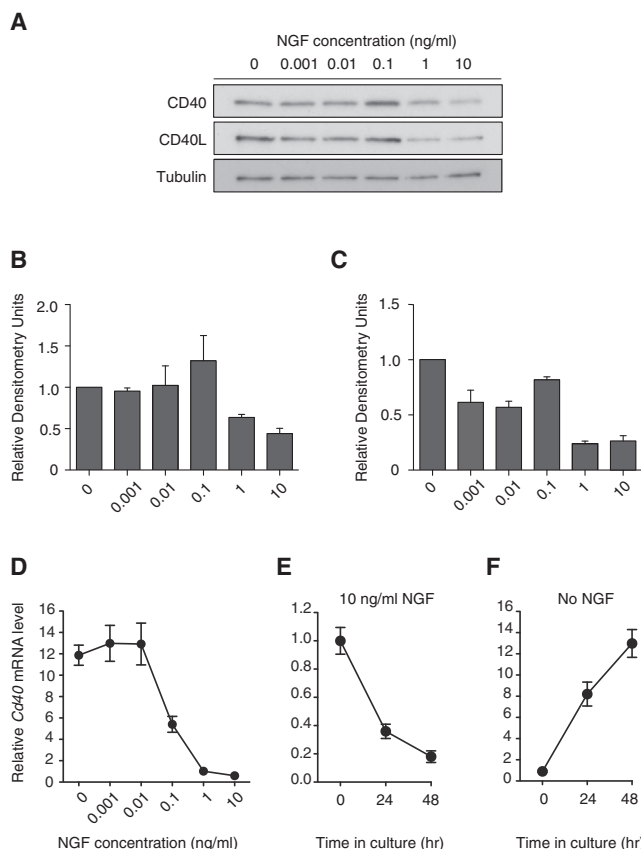 A
NGF concentration (ng/ml)
0 0.001 0.01 0.1 1 10
CD40
CD40L
Tubulin
B
Relative Densitometry Units
2.0
1.5
1.0
0.5
0
0 0.001 0.01 0.1 1 10
C
Relative Densitometry Units
1.5
1.0
0.5
0
0 0.001 0.01 0.1 1 10
D
Relative Cd40 mRNA level
16
14
12
10
8
6
4
2
0
0 0.001 0.01 0.1 1 10
NGF concentration (ng/ml)
E
10 ng/ml NGF
1.2
1.0
0.8
0.6
0.4
0.2
0.0
0 24 48
Time in culture (hr)
F
No NGF
16
14
12
10
8
6
4
2
0
0 24 48
Time in culture (hr)